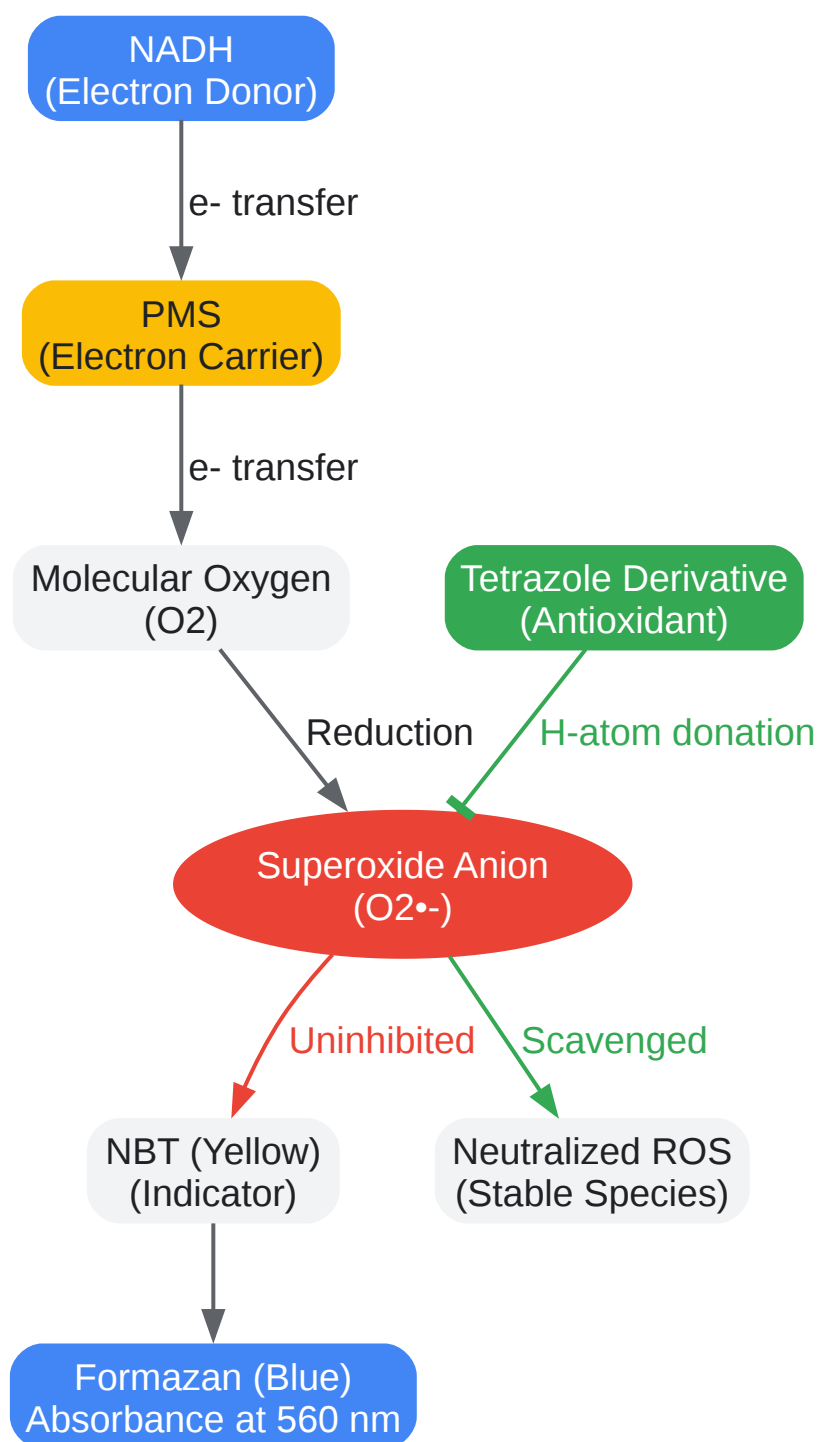 NADH
(Electron Donor)
e- transfer
PMS
(Electron Carrier)
e- transfer
Molecular Oxygen
(O2)
Tetrazole Derivative
(Antioxidant)
Reduction
H-atom donation
Superoxide Anion
(O2•-)
Uninhibited
Scavenged
NBT (Yellow)
(Indicator)
Neutralized ROS
(Stable Species)
Formazan (Blue)
Absorbance at 560 nm